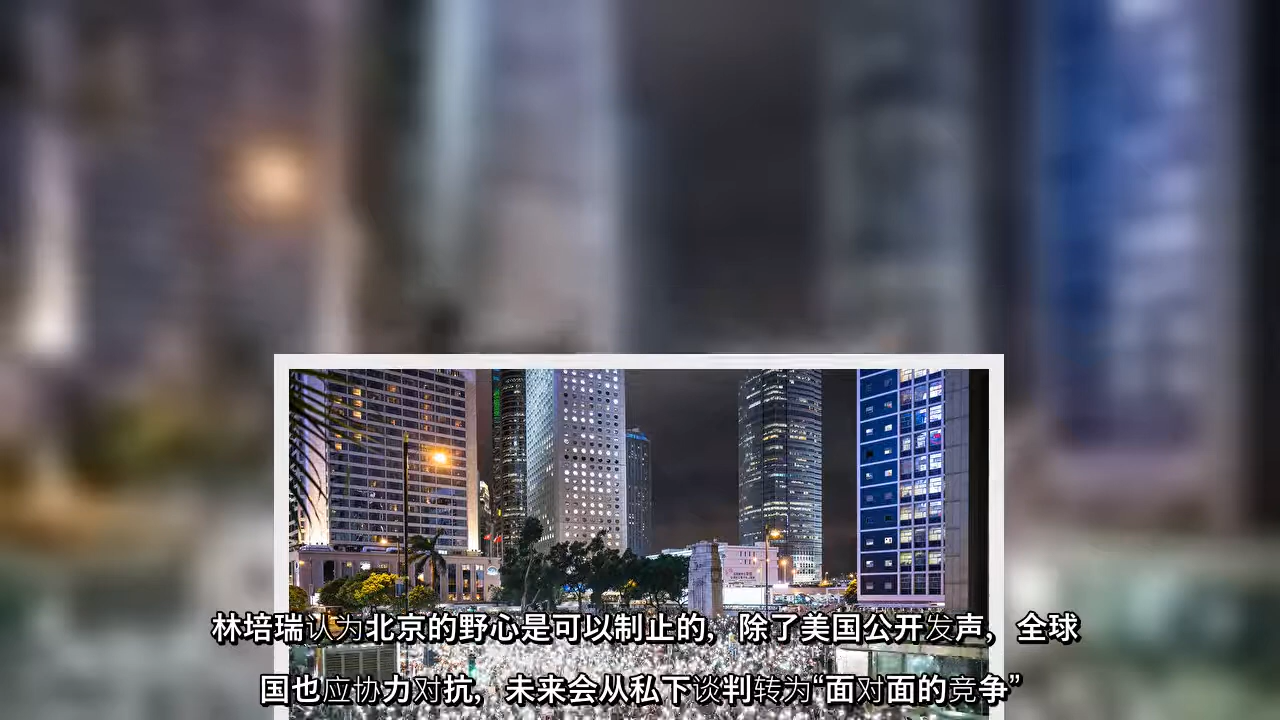 林培瑞认为北京的野心是可以制止的，除了美国公开发声，全球
国也应协力对抗，未来会从私下谈判转为“面对面的竞争”